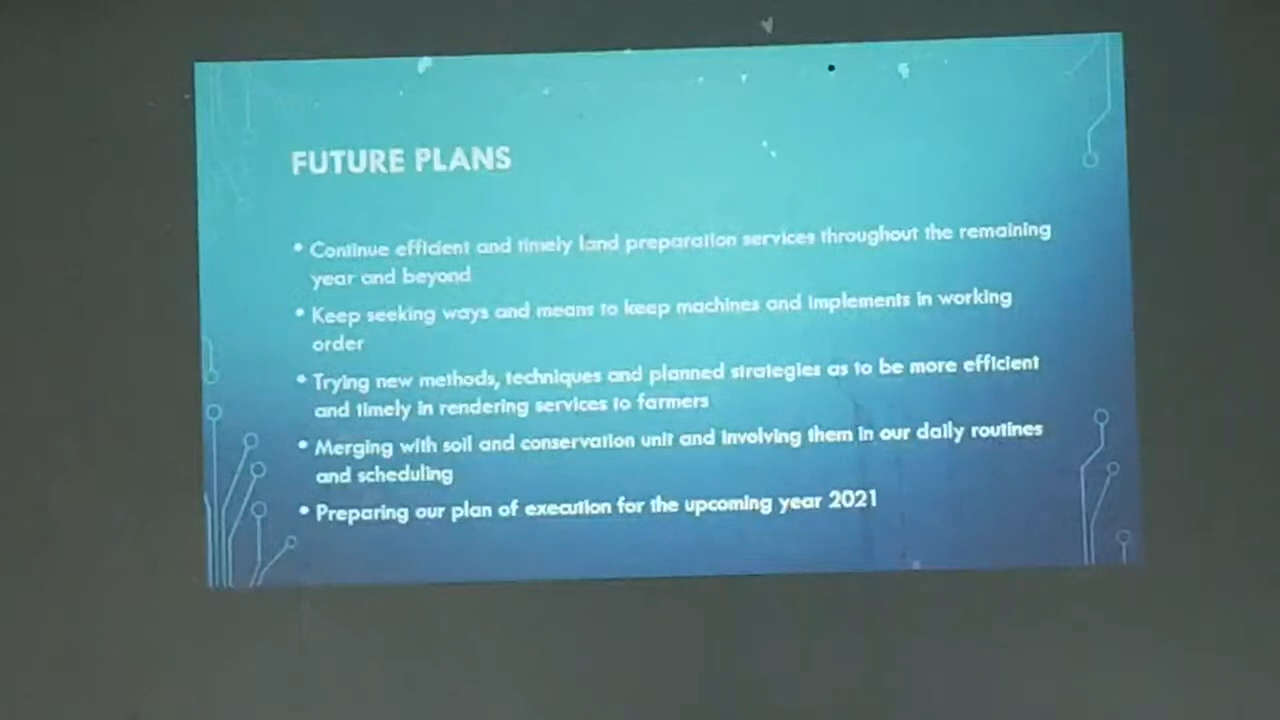 FUTURE PLANS
• Continue efficient and timely land preparation services throughout the remaining
year and beyond
• Keep seeking ways and means to keep machines and implements in working
order
• Trying new methods, techniques and planned strategies as to be more efficient
and timely in rendering services to farmers
• Merging with soil and conservation unit and involving them in our daily routines
and scheduling
• Preparing our plan of execution for the upcoming year 2021